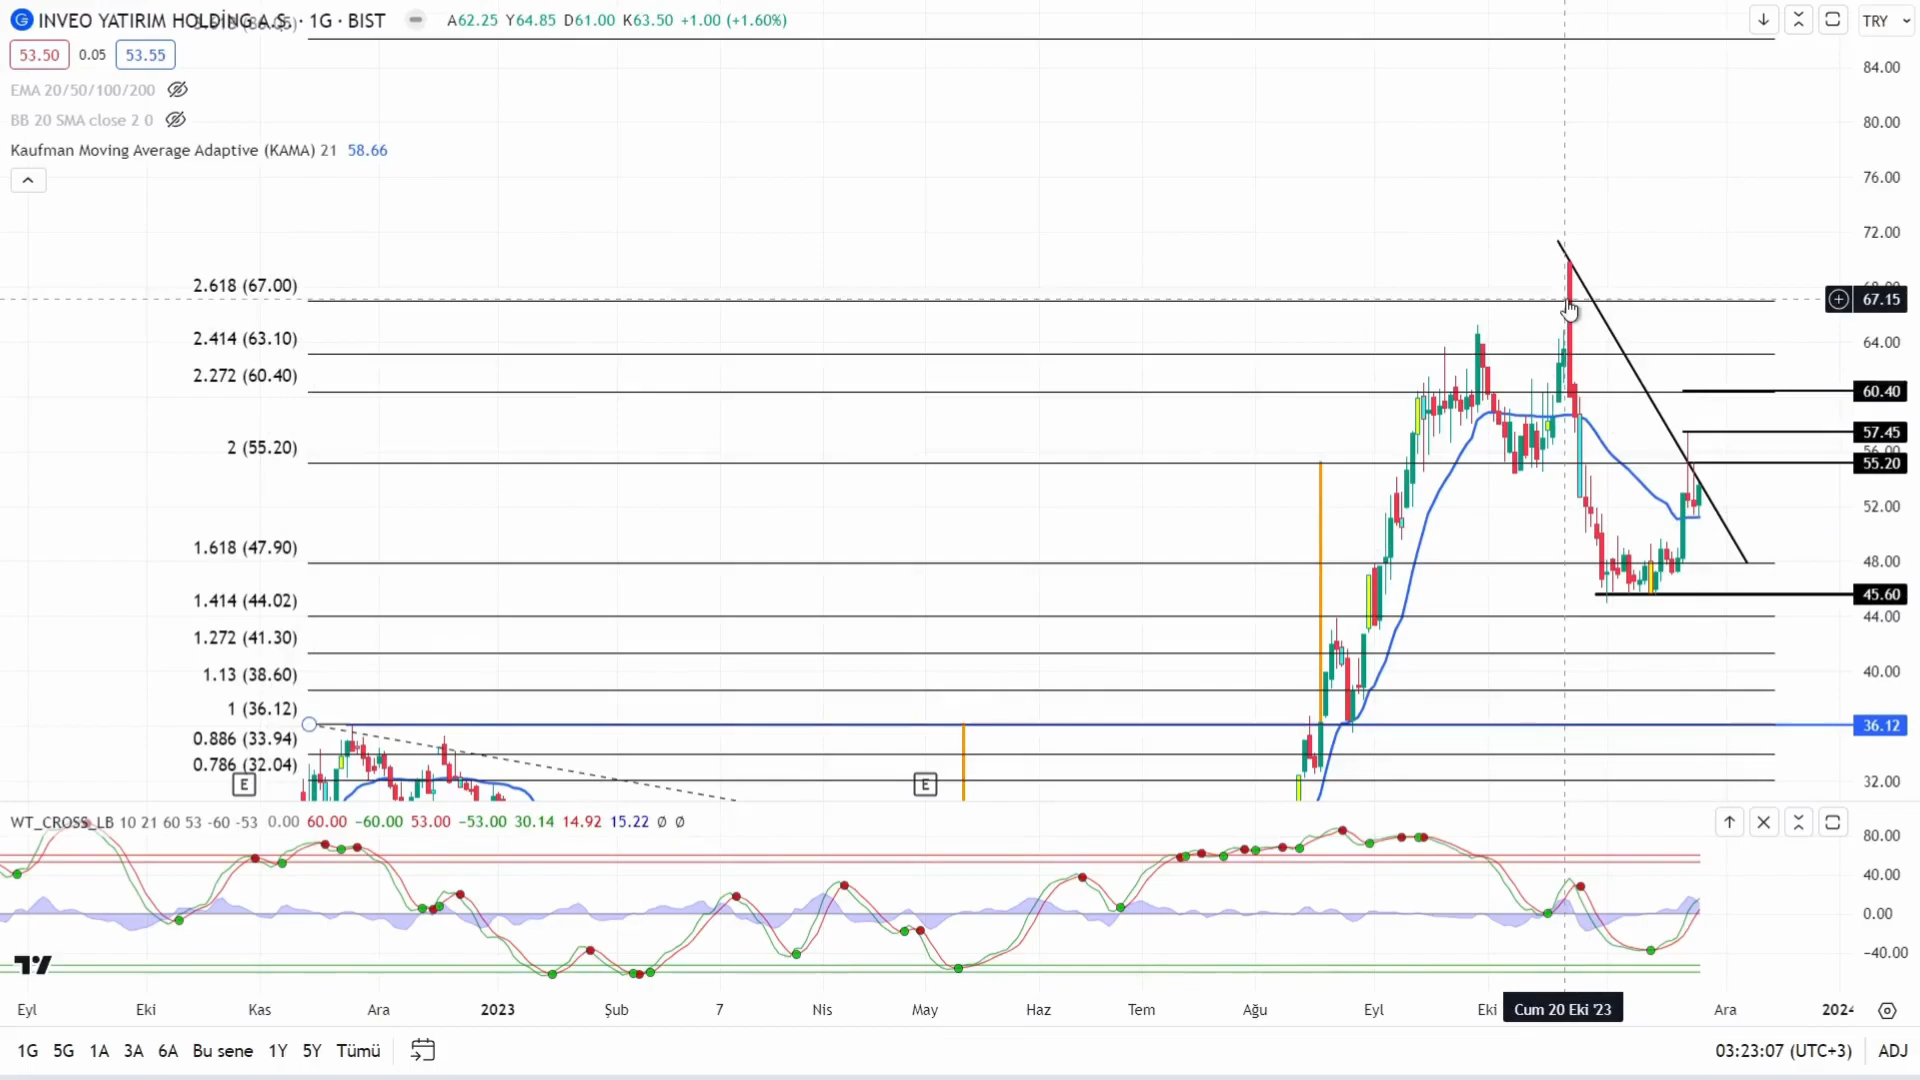 INVEO YATIRIM HOLDİNG A.Ş. · 1G · BIST A62.25 Y64.85 D61.00 K63.50 +1.00 (+1.60%)
TRY
53.50 0.05 53.55
EMA 20/50/100/200
BB 20 SMA close 2 0
Kaufman Moving Average Adaptive (KAMA) 21 58.66
84.00
80.00
76.00
72.00
2.618 (67.00)
67.15
2.414 (63.10)
64.00
2.272 (60.40)
60.40
57.45
2 (55.20)
56.00
55.20
52.00
1.618 (47.90)
48.00
45.60
1.414 (44.02)
44.00
1.272 (41.30)
1.13 (38.60)
40.00
1 (36.12)
36.12
0.886 (33.94)
0.786 (32.04)
32.00
E
E
WT_CROSS_LB 10 21 60 53 -60 -53 0.00 60.00 −60.00 53.00 −53.00 30.14 14.92 15.22 Ø Ø
80.00
40.00
0.00
−40.00
Eyl Eki Kas Ara 2023 Şub 7 Nis May Haz Tem Ağu Eyl Eki Cum 20 Eki '23 Ara 2024
1G 5G 1A 3A 6A Bu sene 1Y 5Y Tümü 03:23:07 (UTC+3) ADJ